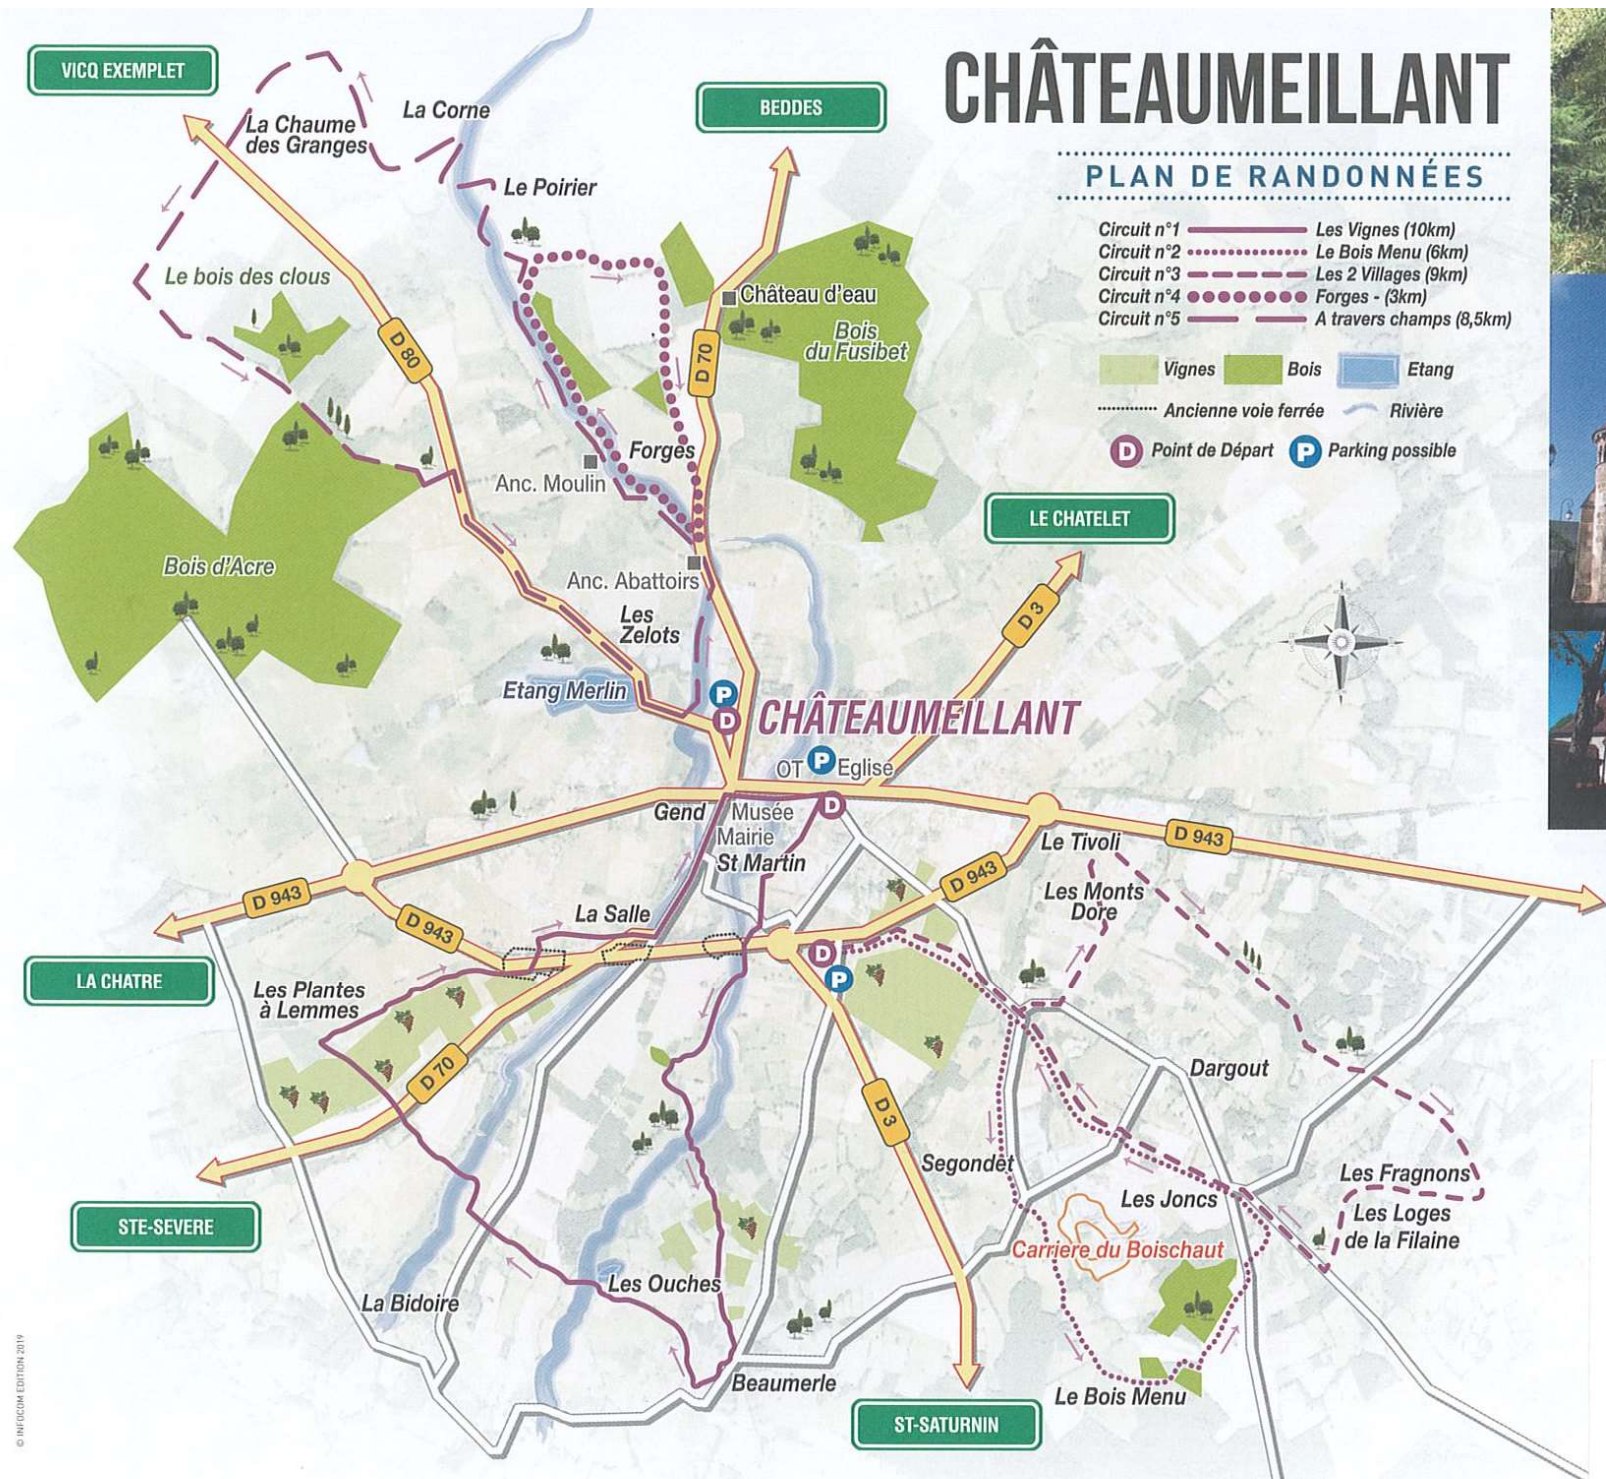 CHÂTEAUMEILLANT
PLAN DE RANDONNÉES
Circuit n°1 Les Vignes (10km)
Circuit n°2 Le Bois Menu (6km)
Circuit n°3 Les 2 Villages (9km)
Circuit n°4 Forges - (3km)
Circuit n°5 A travers champs (8,5km)
Vignes Bois Etang
Ancienne voie ferrée Rivière
D Point de Départ P Parking possible
VICQ EXEMPLET
BEDDES
La Corne
La Chaume
des Granges
Le Poirier
Le bois des clous
Château d'eau
Bois
du Fusibet
D 80
D 70
Forges
Anc. Moulin
LE CHATELET
Bois d'Acre
Anc. Abattoirs
Les
Zelots
D 3
Etang Merlin
P
D
CHÂTEAUMEILLANT
OT P Eglise
D
Gend
Musée
Mairie
St Martin
Le Tivoli
D 943
D 943
Les Monts
Dore
D 943
D 943
La Salle
D
P
LA CHATRE
Les Plantes
à Lemmes
D 70
D 3
Dargout
Segondet
Les Joncs
Les Fragnons
Les Loges
de la Filaine
STE-SEVERE
Carriere du Boischaut
Les Ouches
La Bidoire
Beaumerle
Le Bois Menu
ST-SATURNIN
© INFOCOM EDITION 2019